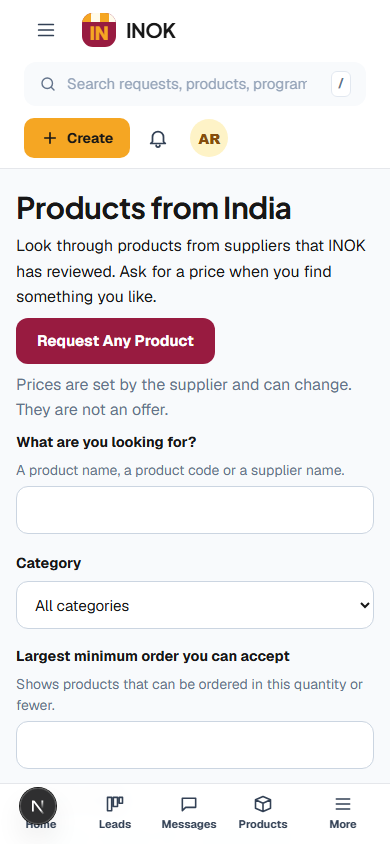 IN INOK
Search requests, products, program
/
+ Create
AR
Products from India
Look through products from suppliers that INOK
has reviewed. Ask for a price when you find
something you like.
Request Any Product
Prices are set by the supplier and can change.
They are not an offer.
What are you looking for?
A product name, a product code or a supplier name.
Category
All categories
Largest minimum order you can accept
Shows products that can be ordered in this quantity or
fewer.
N
Home Leads Messages Products More